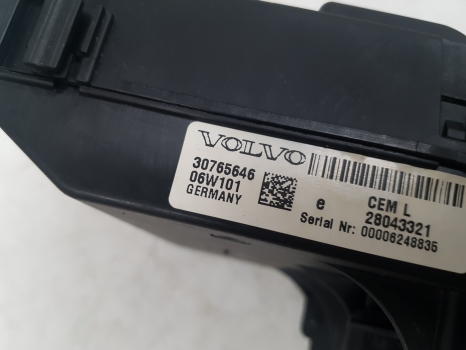 VOLVO
30765646
06W101
GERMANY
e
CEM L
28043321
Serial Nr: 00006248835